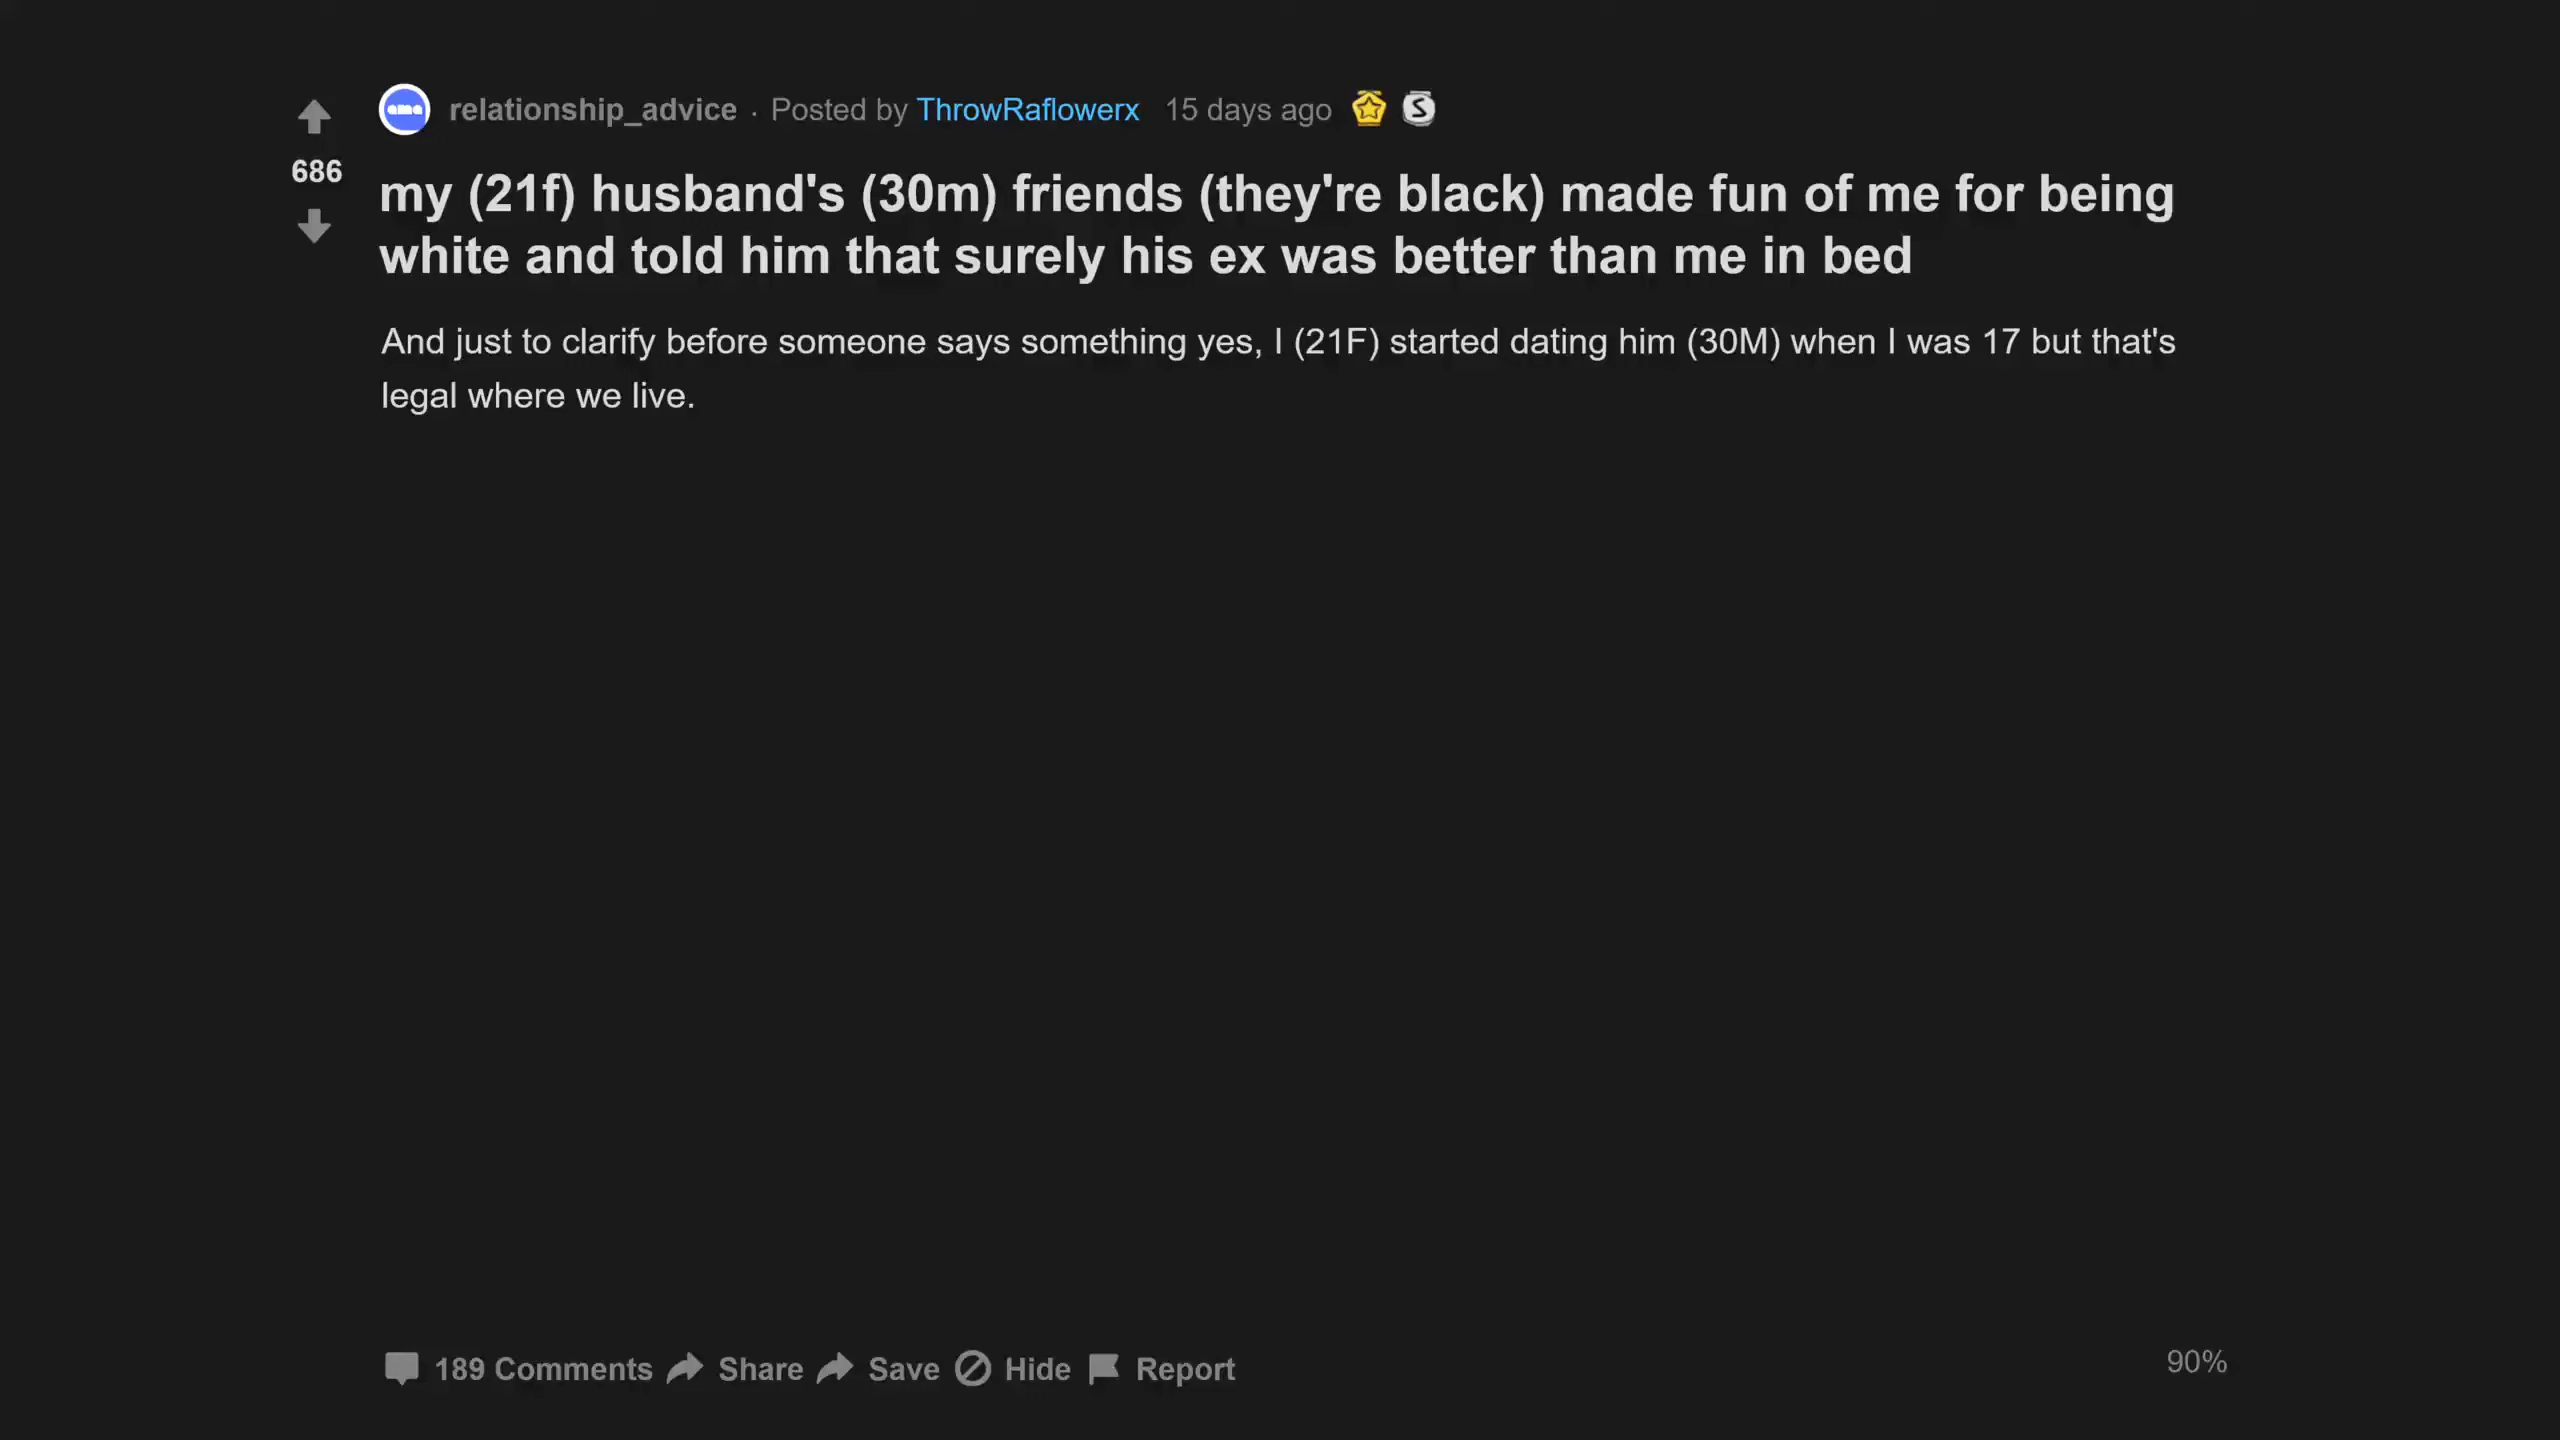 relationship_advice · Posted by ThrowRaflowerx 15 days ago
686
my (21f) husband's (30m) friends (they're black) made fun of me for being
white and told him that surely his ex was better than me in bed
And just to clarify before someone says something yes, I (21F) started dating him (30M) when I was 17 but that's
legal where we live.
189 Comments Share Save Hide Report
90%